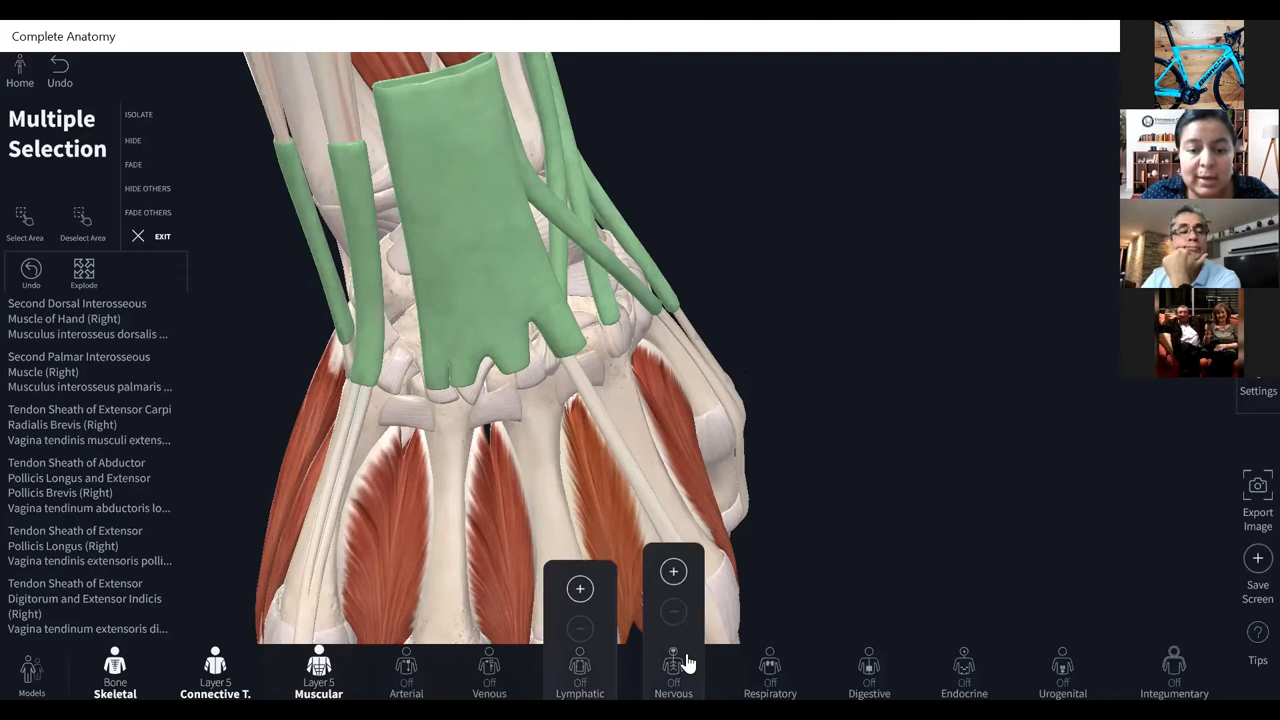 Complete Anatomy
Home
Undo
Multiple
Selection
ISOLATE
HIDE
FADE
HIDE OTHERS
FADE OTHERS
EXIT
Select Area
Deselect Area
Undo
Explode
Second Dorsal Interosseous
Muscle of Hand (Right)
Musculus interosseus dorsalis ...
Second Palmar Interosseous
Muscle (Right)
Musculus interosseus palmaris ...
Tendon Sheath of Extensor Carpi
Radialis Brevis (Right)
Vagina tendinis musculi extens...
Tendon Sheath of Abductor
Pollicis Longus and Extensor
Pollicis Brevis (Right)
Vagina tendinum abductoris lo...
Tendon Sheath of Extensor
Pollicis Longus (Right)
Vagina tendinis extensoris polli...
Tendon Sheath of Extensor
Digitorum and Extensor Indicis
(Right)
Vagina tendinum extensoris di...
Settings
Export
Image
Save
Screen
Tips
Models
Bone
Skeletal
Layer 5
Connective T.
Layer 5
Muscular
Off
Arterial
Off
Venous
Off
Lymphatic
Off
Nervous
Off
Respiratory
Off
Digestive
Off
Endocrine
Off
Urogenital
Off
Integumentary